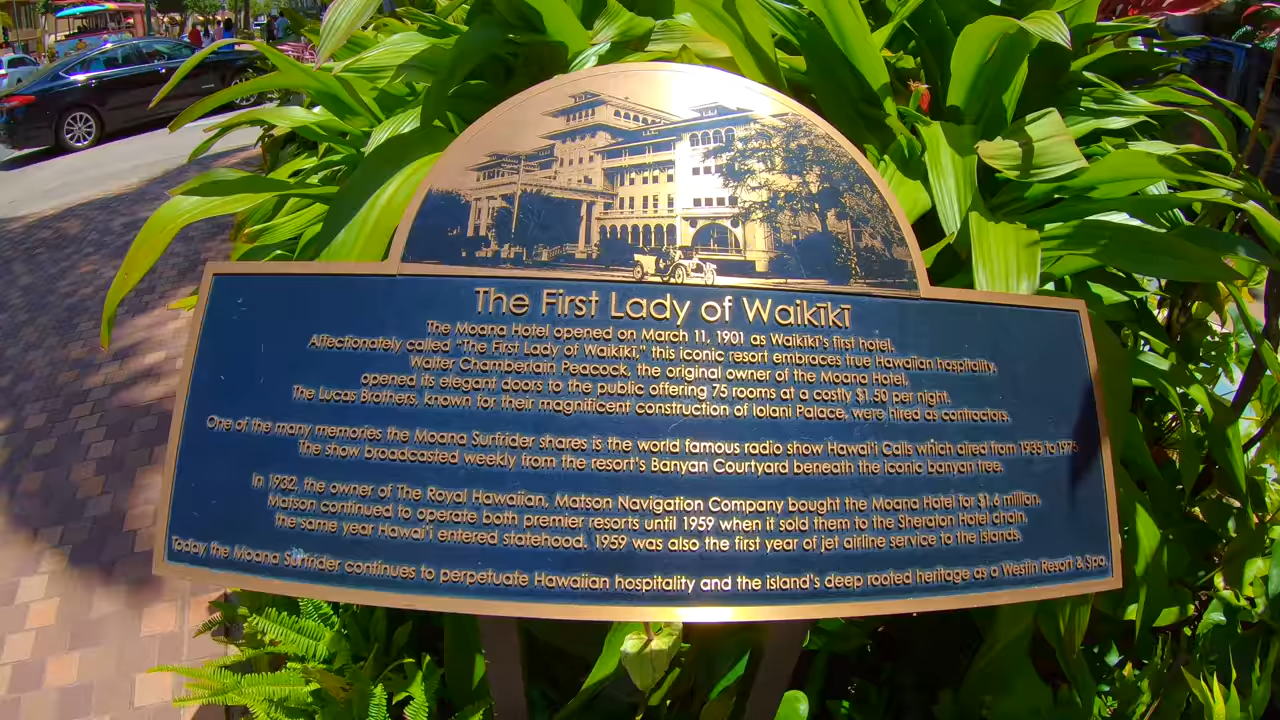 The First Lady of Waikīkī
The Moana Hotel opened on March 11, 1901 as Waikīkī's first hotel.
Affectionately called "The First Lady of Waikīkī," this iconic resort embraces true Hawaiian hospitality.
Walter Chamberlain Peacock, the original owner of the Moana Hotel,
opened its elegant doors to the public offering 75 rooms at a costly $1.50 per night.
The Lucas Brothers, known for their magnificent construction of Iolani Palace, were hired as contractors.
One of the many memories the Moana Surfrider shares is the world famous radio show Hawai'i Calls which aired from 1935 to 1975.
The show broadcasted weekly from the resort's Banyan Courtyard beneath the iconic banyan tree.
In 1932, the owner of The Royal Hawaiian, Matson Navigation Company bought the Moana Hotel for $1.6 million.
Matson continued to operate both premier resorts until 1959 when it sold them to the Sheraton Hotel chain,
the same year Hawai'i entered statehood. 1959 was also the first year of jet airline service to the islands.
Today the Moana Surfrider continues to perpetuate Hawaiian hospitality and the island's deep rooted heritage as a Westin Resort & Spa.